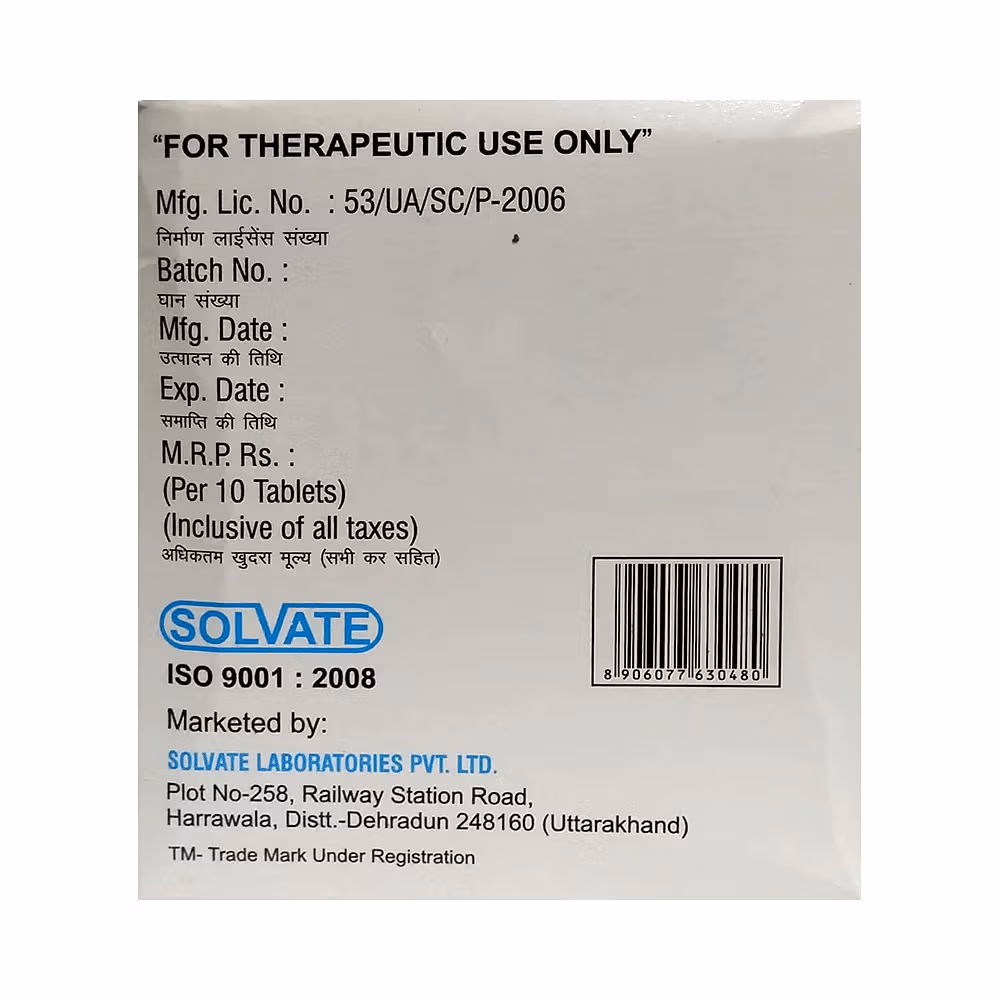 “FOR THERAPEUTIC USE ONLY”
Mfg. Lic. No. : 53/UA/SC/P-2006
निर्माण लाईसेंस संख्या
Batch No. :
घान संख्या
Mfg. Date :
उत्पादन की तिथि
Exp. Date :
समाप्ति की तिथि
M.R.P. Rs. :
(Per 10 Tablets)
(Inclusive of all taxes)
अधिकतम खुदरा मूल्य (सभी कर सहित)
SOLVATE
ISO 9001 : 2008
8 906077 630480
Marketed by:
SOLVATE LABORATORIES PVT. LTD.
Plot No-258, Railway Station Road,
Harrawala, Distt.-Dehradun 248160 (Uttarakhand)
TM- Trade Mark Under Registration